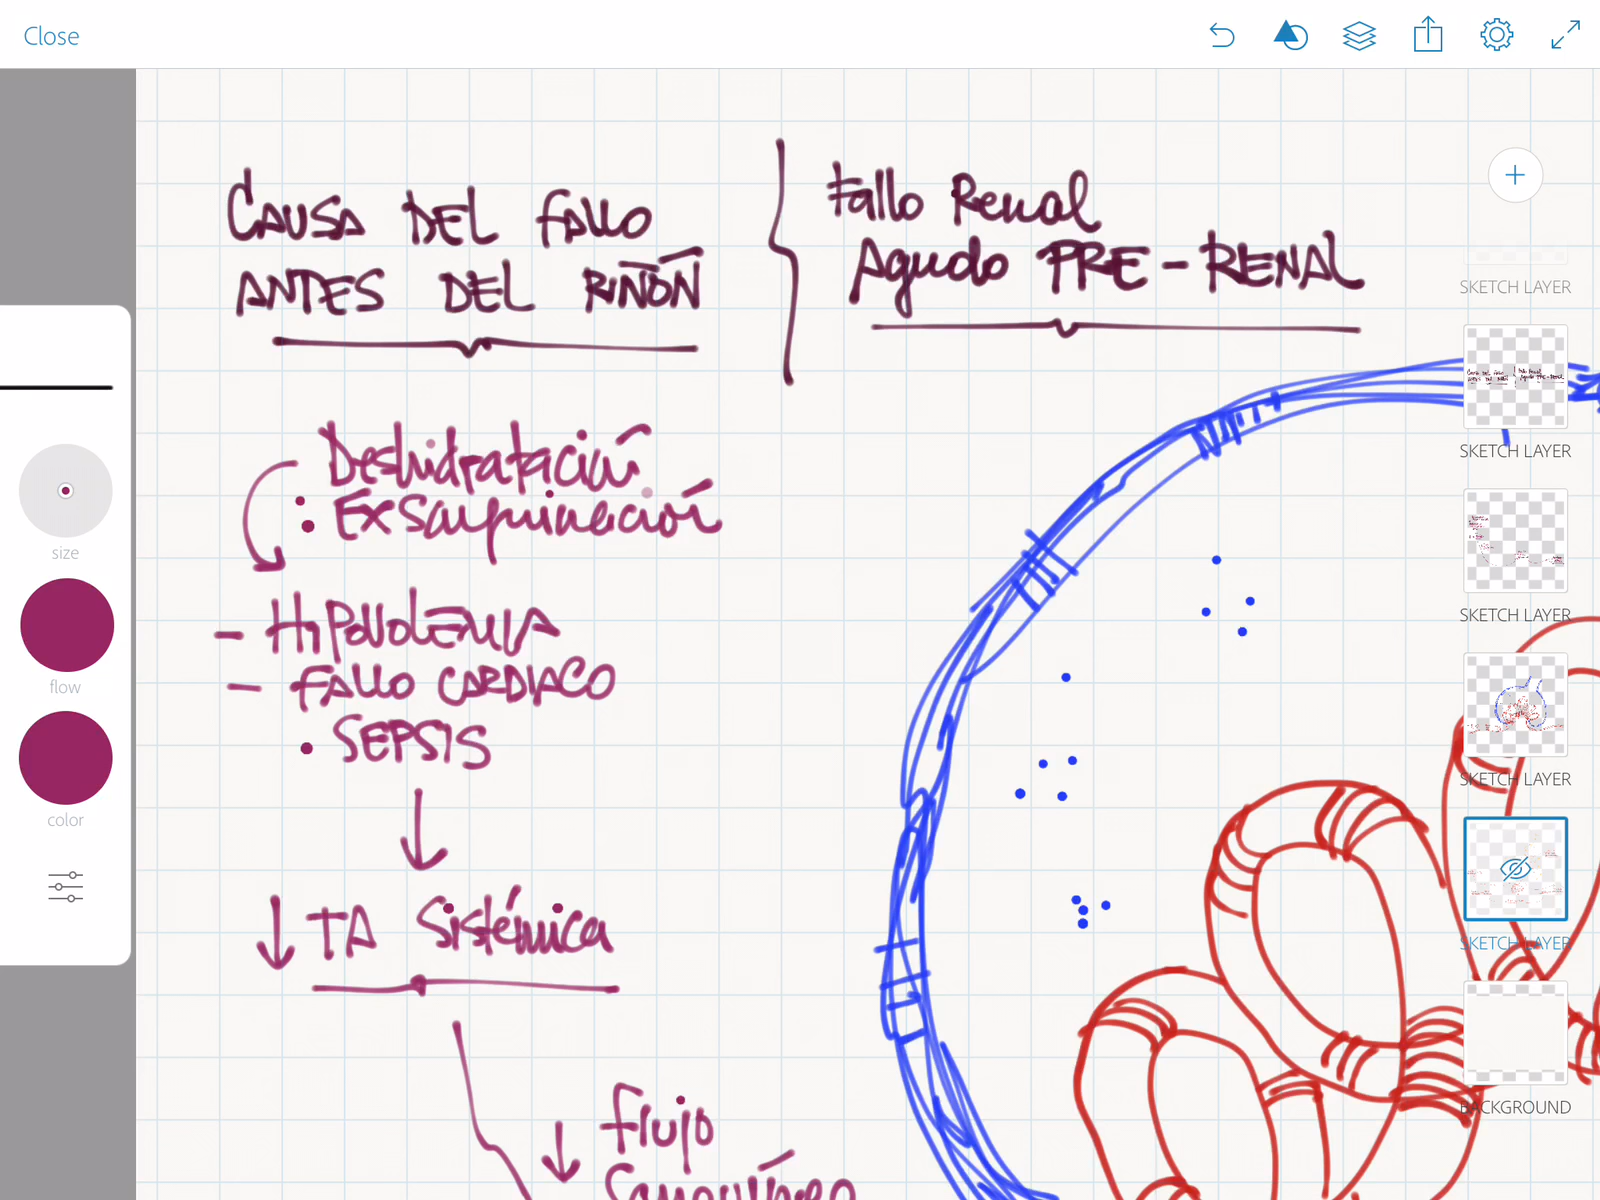 Close
CAUSA DEL FALLO
ANTES DEL RIÑÓN
Fallo Renal
Agudo PRE-RENAL
Deshidratación
• Exsanguinación
- HIPOVOLEMIA
- FALLO CARDIACO
• SEPSIS
↓
↓ TA Sistémica
↓ Flujo
Sanguíneo
size
flow
color
SKETCH LAYER
SKETCH LAYER
SKETCH LAYER
SKETCH LAYER
SKETCH LAYER
BACKGROUND